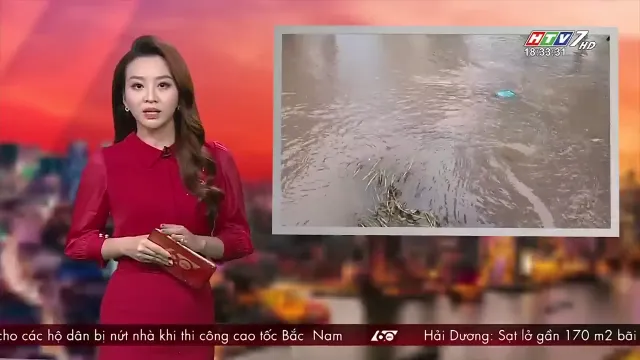 HTV7 HD
18:33:31
cho các hộ dân bị nứt nhà khi thi công cao tốc Bắc Nam
60
Hải Dương: Sạt lở gần 170 m2 bãi